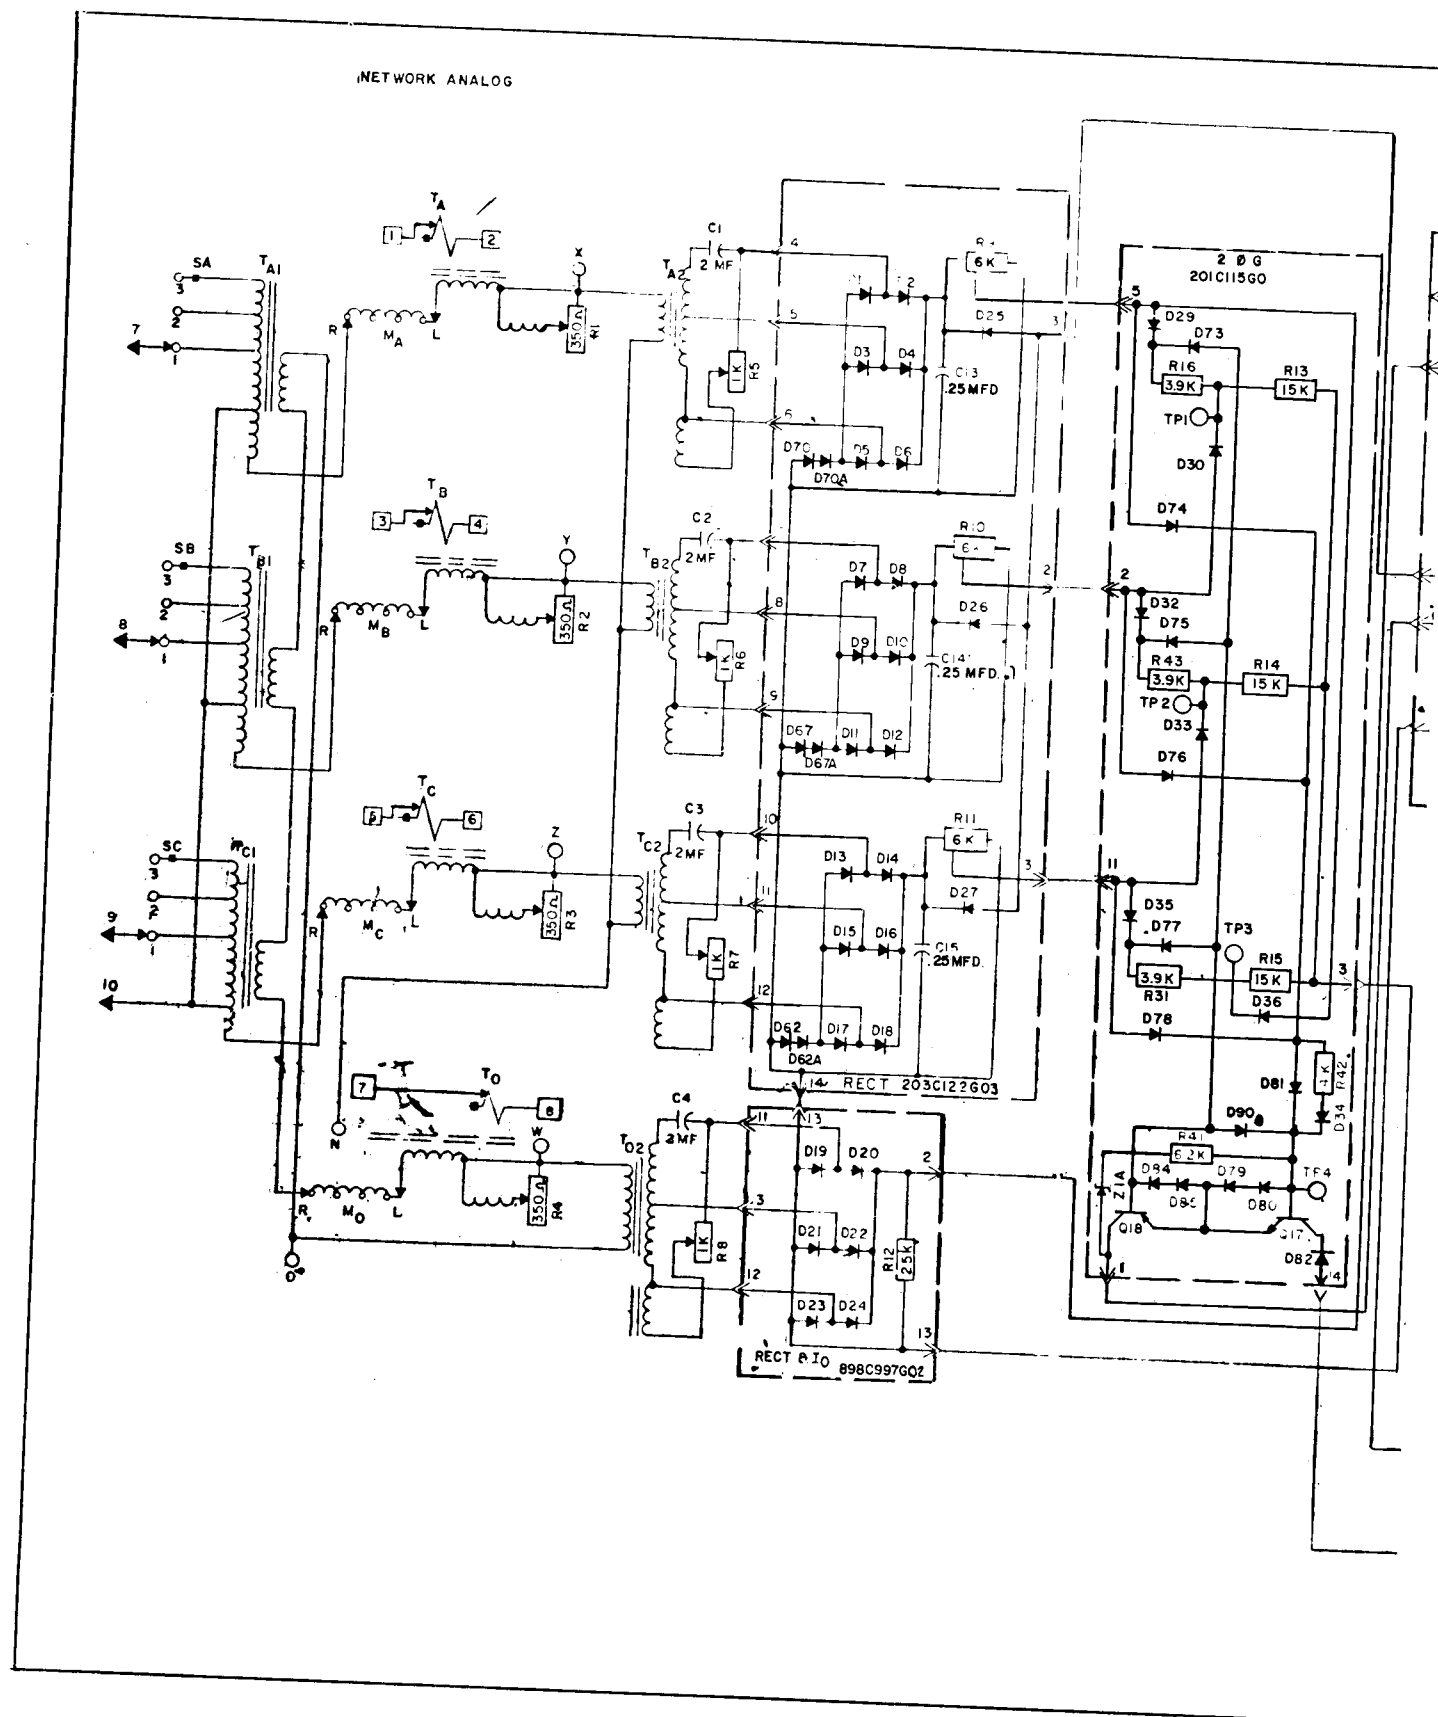 NETWORK ANALOG
TA
1
2
X
C1
2 MF
4
6K
2 Ø G
201C115G0
SA
TA1
3
2
1
7
R
MA
L
350Ω
R1
TA2
5
D25
3
5
D29
D73
D3
D4
1K
R5
C13
.25MFD
R16
3.9K
R13
15K
TP1
6
D70
D5
D6
D70A
D30
TB
3
4
Y
C2
2MF
R10
D74
SB
TB1
3
2
1
8
R
MB
L
350Ω
R2
TB2
D7
D8
2
2
8
D26
D32
D75
D9
D10
1K
R6
C14
.25 MFD.
R43
3.9K
R14
15K
TP2
9
D33
D67
D11
D12
D67A
D76
TC
5
6
Z
C3
2MF
10
R11
6K
SC
3
2
1
9
R
MC
L
350Ω
R3
TC2
D13
D14
3
11
11
D27
D35
D77
TP3
D15
D16
1K
R7
C15
.25MFD.
3.9K
R31
R15
15K
3
10
12
D36
D62
D17
D18
D62A
D78
14
RECT 203C122G03
4K
R42
D81
D34
7
TO
8
N
W
C4
2MF
11
13
D19
D20
2
D90
R41
6.2K
TO2
R
MO
L
350Ω
R4
Z1A
D84
D79
D80
TP4
13
D21
D22
1K
R8
R12
2.5K
Q18
Q17
D82
O
12
D23
D24
14
13
RECT
898C997G02